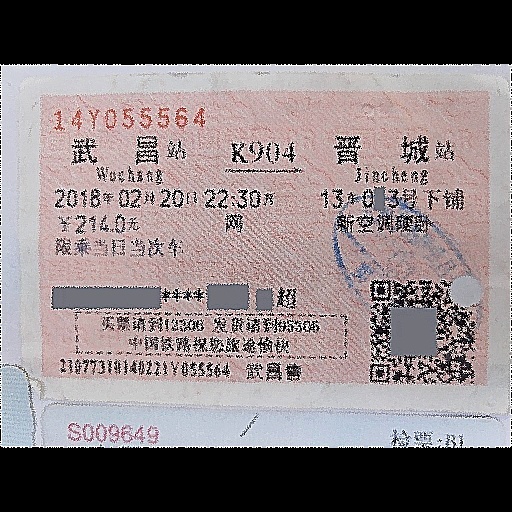 14Y055564
武昌站 K904 晋城站
Wuchang Jincheng
2018年02月20日22:30开 13车03号下铺
￥214.0元 网 新空调硬卧
限乘当日当次车
**** 超
买票请到12306 发货请到95306
中国铁路祝您旅途愉快
21077310140221Y055564 武昌售
S009649 检票:B1